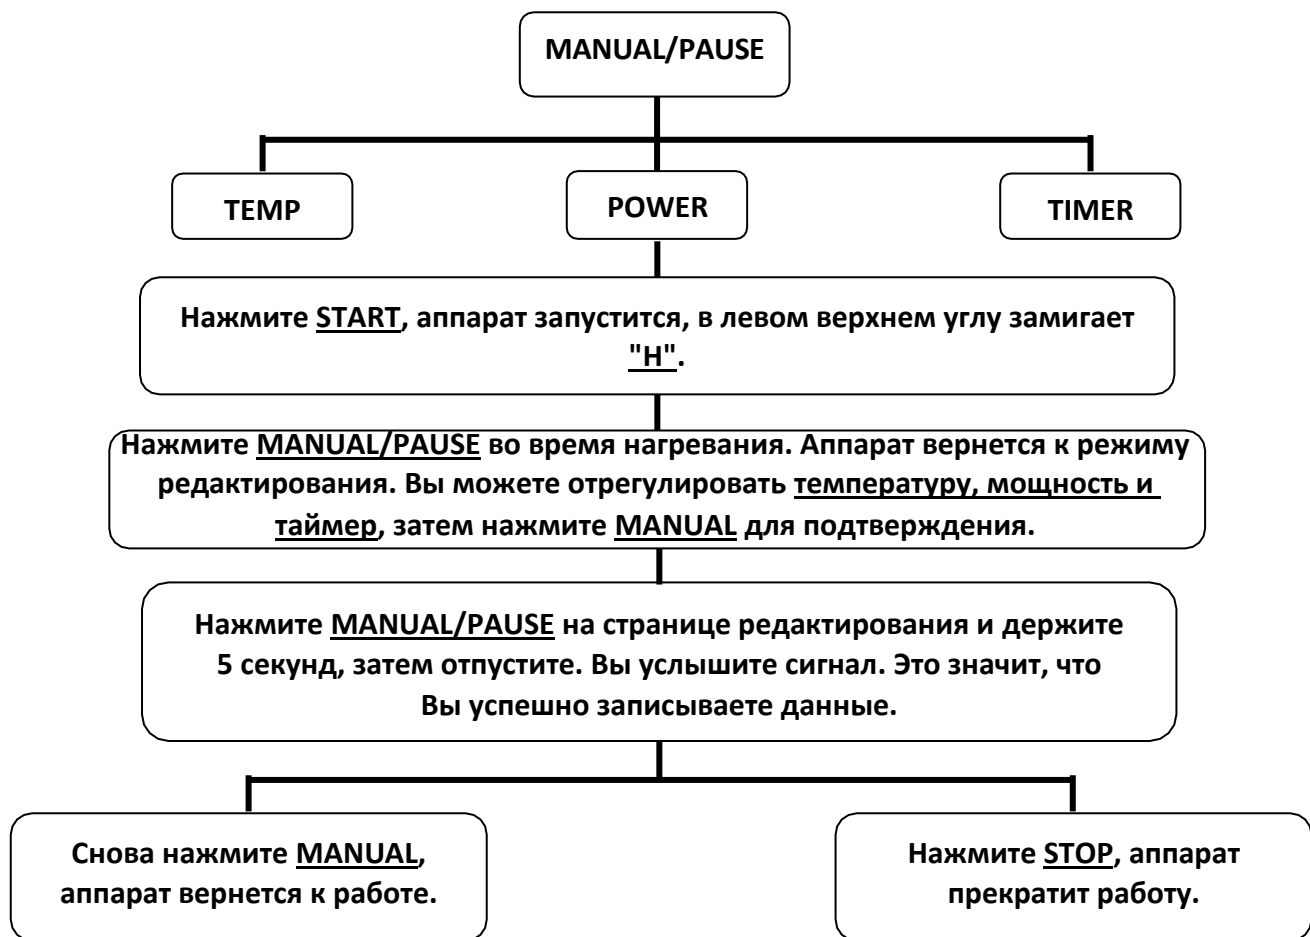 MANUAL/PAUSE
TEMP
POWER
TIMER
Нажмите START, аппарат запустится, в левом верхнем углу замигает
"H".
Нажмите MANUAL/PAUSE во время нагревания. Аппарат вернется к режиму
редактирования. Вы можете отрегулировать температуру, мощность и
таймер, затем нажмите MANUAL для подтверждения.
Нажмите MANUAL/PAUSE на странице редактирования и держите
5 секунд, затем отпустите. Вы услышите сигнал. Это значит, что
Вы успешно записываете данные.
Снова нажмите MANUAL,
аппарат вернется к работе.
Нажмите STOP, аппарат
прекратит работу.